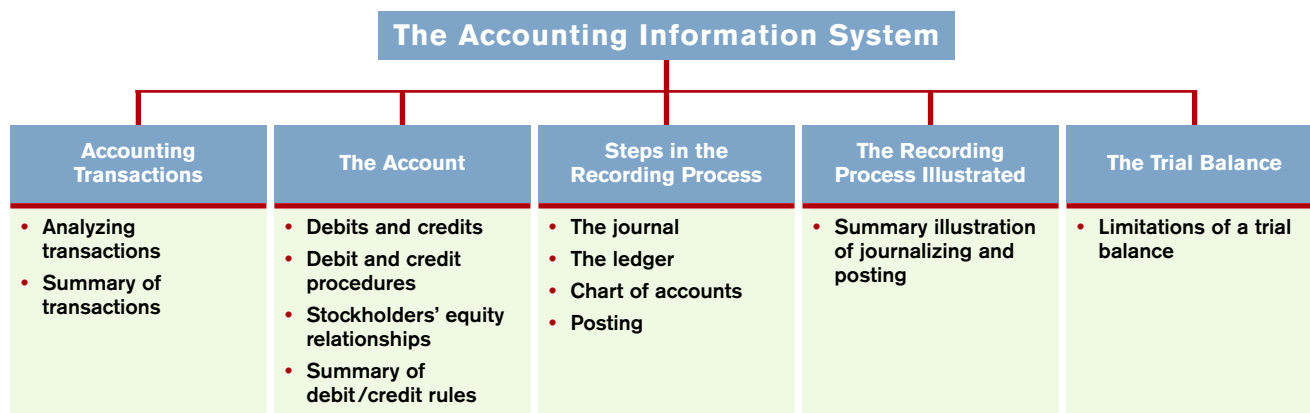 The Accounting Information System
Accounting
Transactions
• Analyzing
transactions
• Summary of
transactions
The Account
• Debits and credits
• Debit and credit
procedures
• Stockholders' equity
relationships
• Summary of
debit/credit rules
Steps in the
Recording Process
• The journal
• The ledger
• Chart of accounts
• Posting
The Recording
Process Illustrated
• Summary illustration
of journalizing and
posting
The Trial Balance
• Limitations of a trial
balance